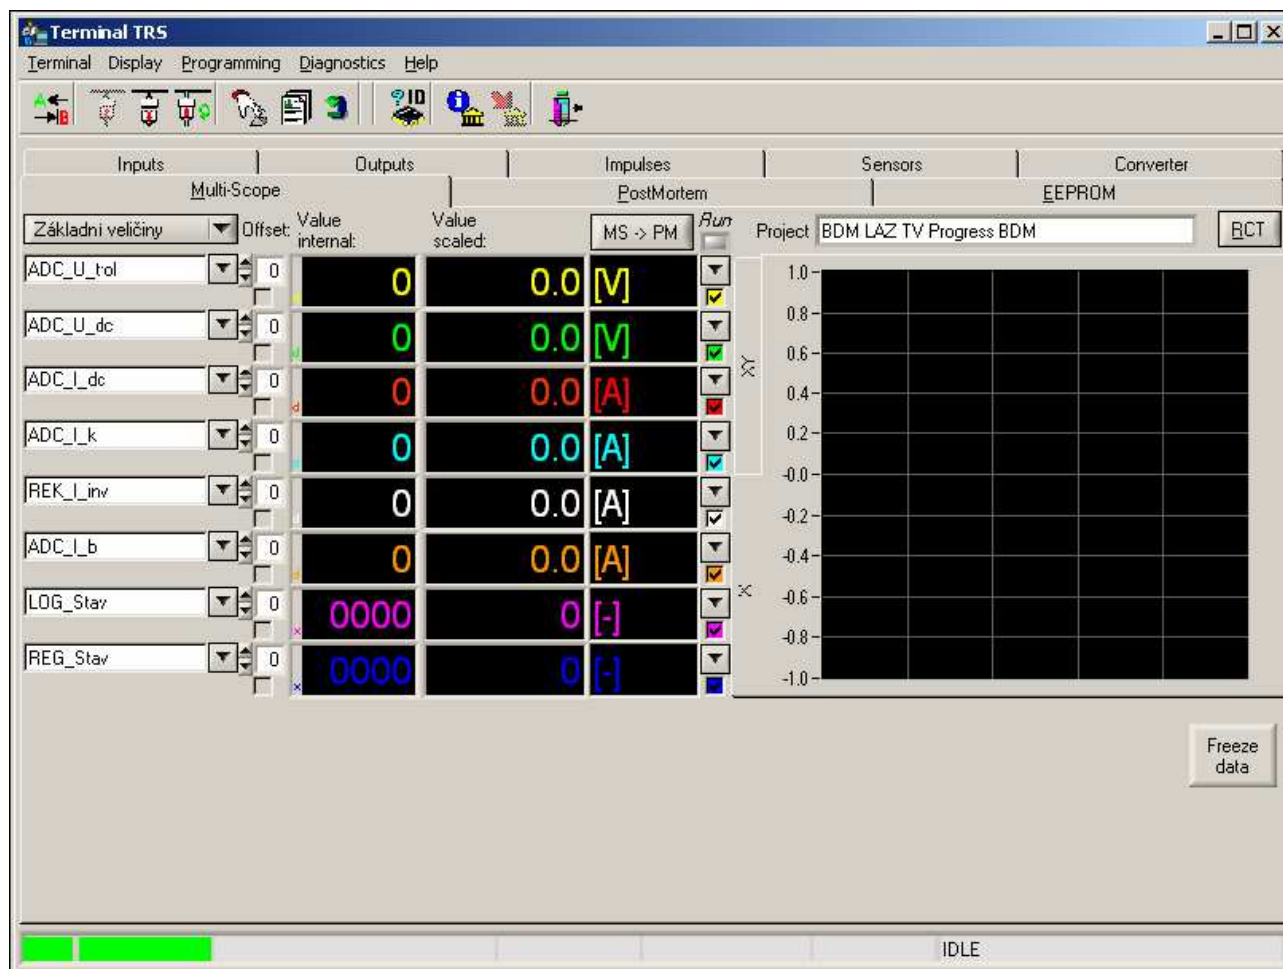 Terminal TRS
Terminal Display Programming Diagnostics Help
A B ?ID
Inputs Outputs Impulses Sensors Converter
Multi-Scope PostMortem EEPROM
Základní veličiny Offset: Value internal: Value scaled: MS -> PM Run Project BDM LAZ TV Progress BDM RCT
ADC_U_trol 0 0 0.0 [V]
ADC_U_dc 0 0 0.0 [V]
ADC_I_dc 0 d 0 0.0 [A]
ADC_I_k 0 0 0.0 [A]
REK_I_inv 0 d 0 0.0 [A]
ADC_I_b 0 0 0.0 [A]
LOG_Stav 0 x 0000 0 [-]
REG_Stav 0 x 0000 0 [-]
XY
X
1.0
0.8
0.6
0.4
0.2
-0.0
-0.2
-0.4
-0.6
-0.8
-1.0
Freeze
data
IDLE